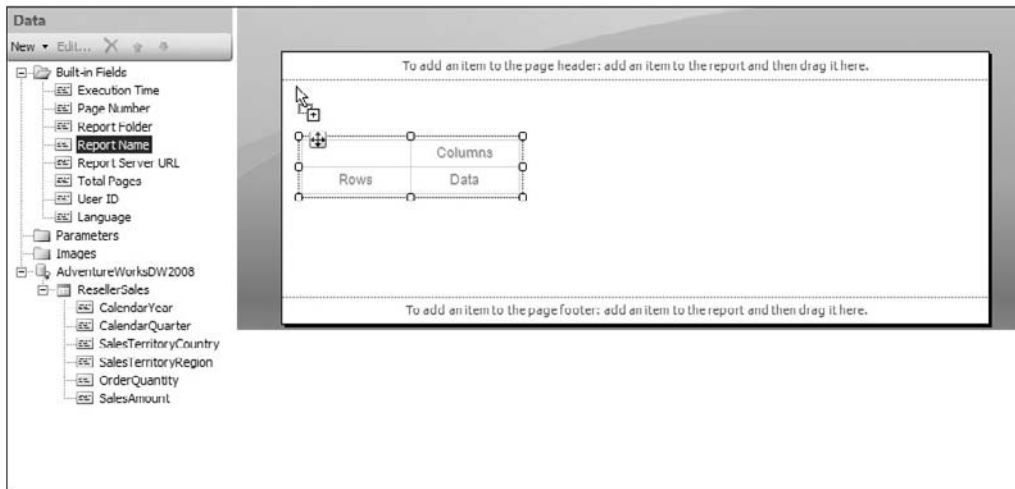 Data
New Edit...
Built-in Fields
Execution Time
Page Number
Report Folder
Report Name
Report Server URL
Total Pages
User ID
Language
Parameters
Images
AdventureWorksDW2008
ResellerSales
CalendarYear
CalendarQuarter
SalesTerritoryCountry
SalesTerritoryRegion
OrderQuantity
SalesAmount
To add an item to the page header: add an item to the report and then drag it here.
Columns
Rows Data
To add an item to the page footer: add an item to the report and then drag it here.